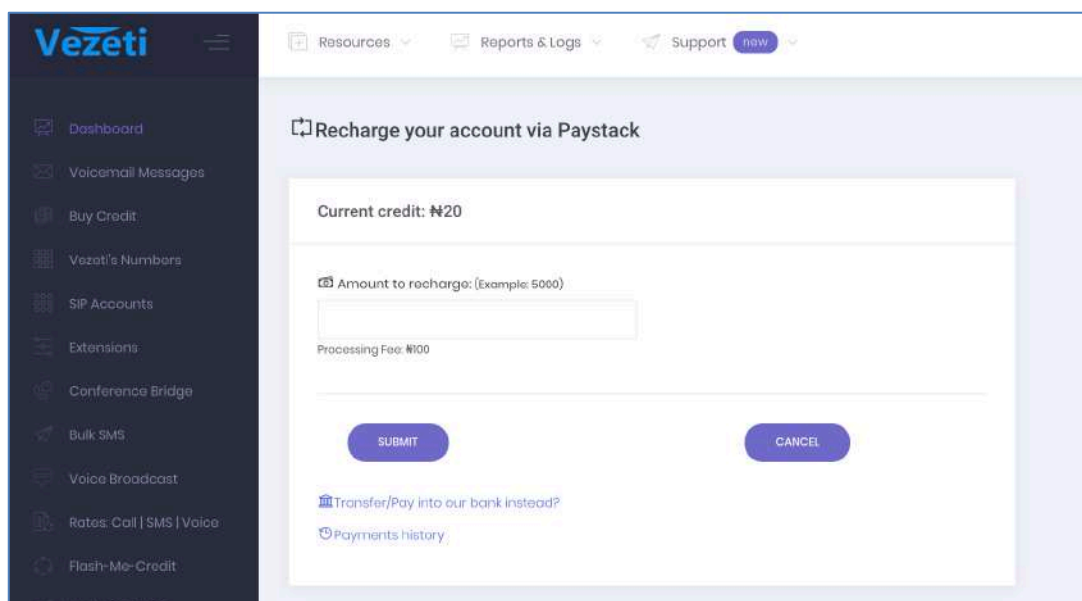 Vezeti
Resources
Reports & Logs
Support new
Dashboard
Voicemail Messages
Buy Credit
Vezeti's Numbers
SIP Accounts
Extensions
Conference Bridge
Bulk SMS
Voice Broadcast
Rates: Call | SMS | Voice
Flash-Me-Credit
Recharge your account via Paystack
Current credit: ₦20
Amount to recharge: (Example: 5000)
Processing Fee: ₦100
SUBMIT
CANCEL
Transfer/Pay into our bank instead?
Payments history